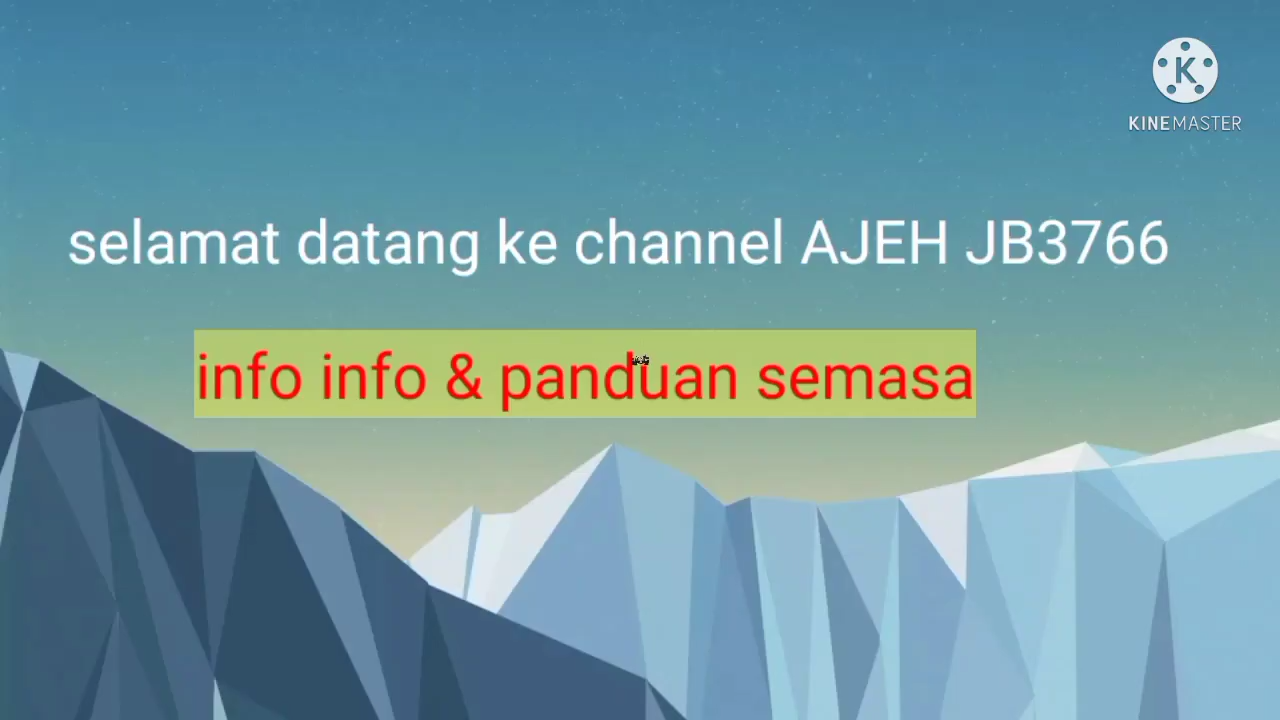 KINEMASTER
selamat datang ke channel AJEH JB3766
info info & panduan semasa